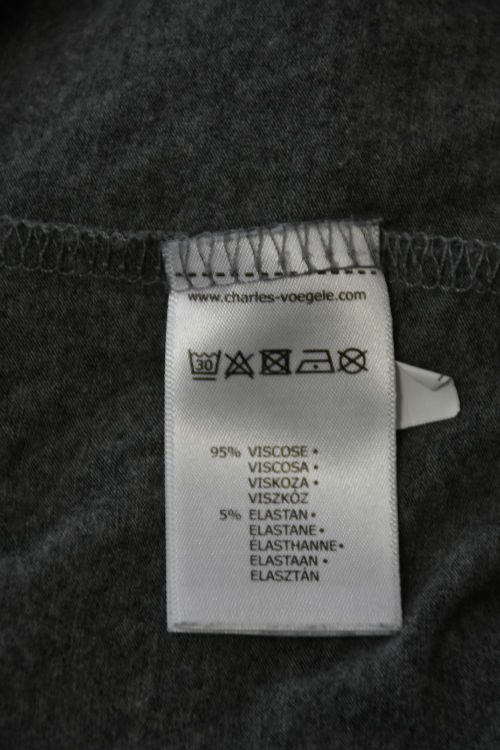 www.charles-voegele.com
30
95% VISCOSE •
VISCOSA •
VISKOZA •
VISZKÓZ
5% ELASTAN •
ELASTANE •
ÉLASTHANNE •
ELASTAAN •
ELASZTÁN